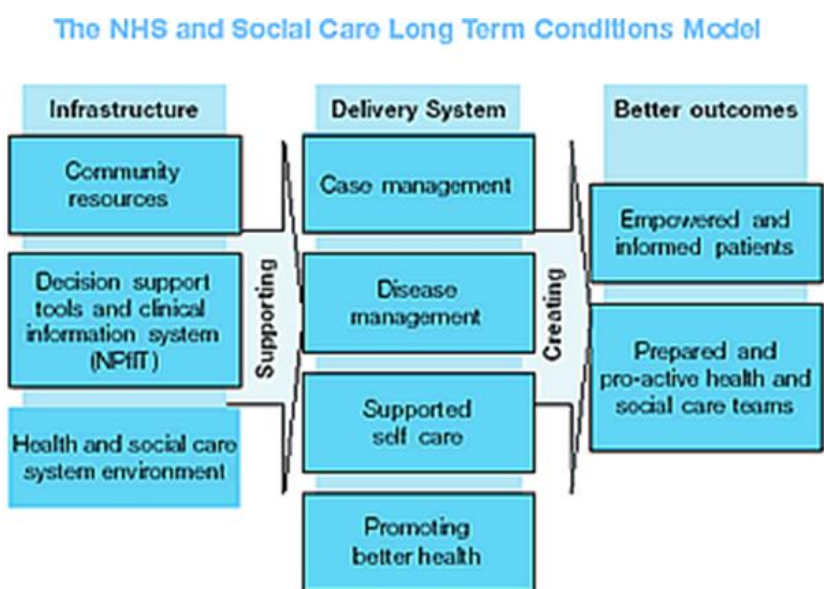 The NHS and Social Care Long Term Conditions Model
Infrastructure
Community
resources
Decision support
tools and clinical
information system
(NPfIT)
Health and social care
system environment
Supporting
Delivery System
Case management
Disease
management
Supported
self care
Promoting
better health
Creating
Better outcomes
Empowered and
informed patients
Prepared and
pro-active health and
social care teams